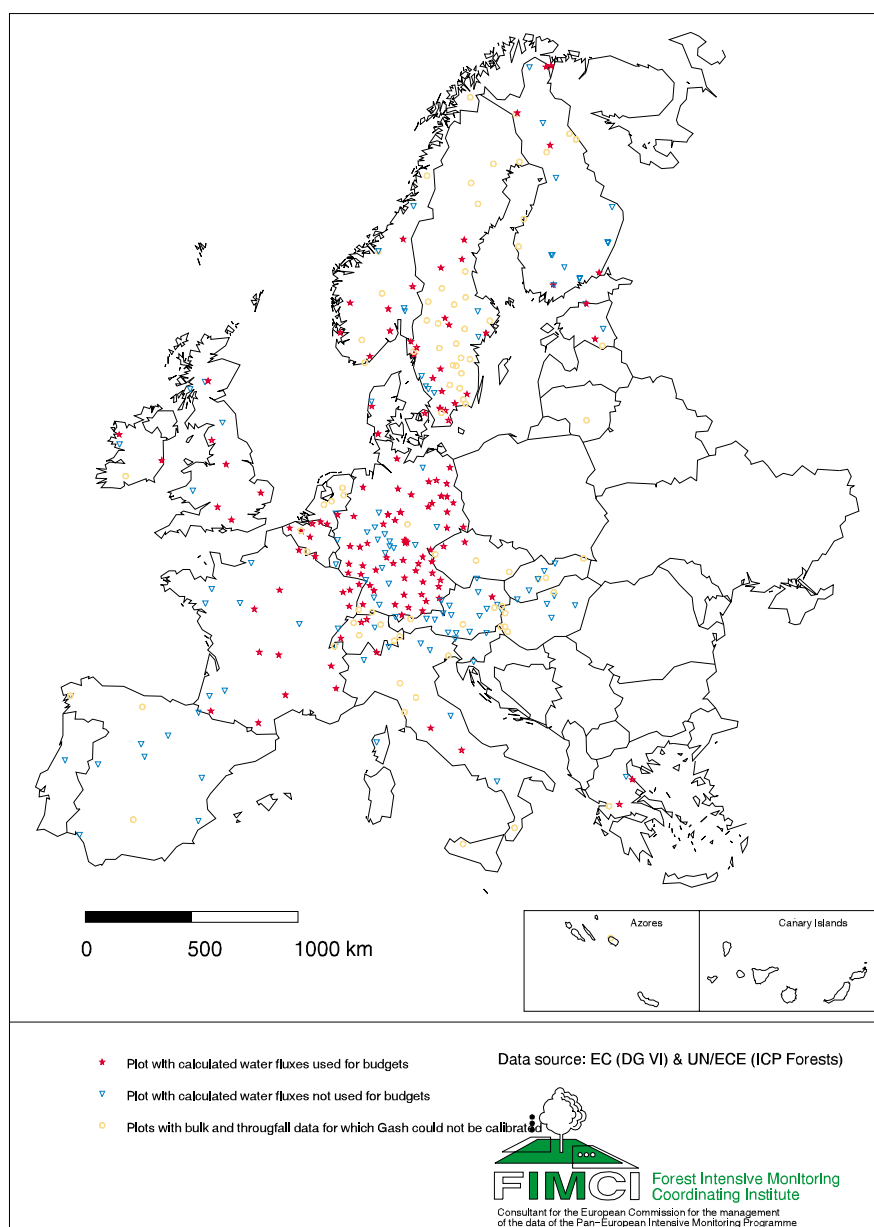 Azores
Canary Islands
0 500 1000 km
Plot with calculated water fluxes used for budgets
Data source: EC (DG VI) & UN/ECE (ICP Forests)
Plot with calculated water fluxes not used for budgets
Plots with bulk and througfall data for which Gash could not be calibrated
FIMCI
Forest Intensive Monitoring
Coordinating Institute
Consultant for the European Commission for the management
of the data of the Pan-European Intensive Monitoring Programme